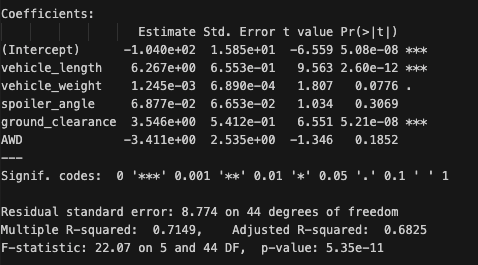 Coefficients:
Estimate Std. Error t value Pr(>|t|)
(Intercept) -1.040e+02 1.585e+01 -6.559 5.08e-08 ***
vehicle_length 6.267e+00 6.553e-01 9.563 2.60e-12 ***
vehicle_weight 1.245e-03 6.890e-04 1.807 0.0776 .
spoiler_angle 6.877e-02 6.653e-02 1.034 0.3069
ground_clearance 3.546e+00 5.412e-01 6.551 5.21e-08 ***
AWD -3.411e+00 2.535e+00 -1.346 0.1852
---
Signif. codes: 0 '***' 0.001 '**' 0.01 '*' 0.05 '.' 0.1 ' ' 1
Residual standard error: 8.774 on 44 degrees of freedom
Multiple R-squared: 0.7149, Adjusted R-squared: 0.6825
F-statistic: 22.07 on 5 and 44 DF, p-value: 5.35e-11